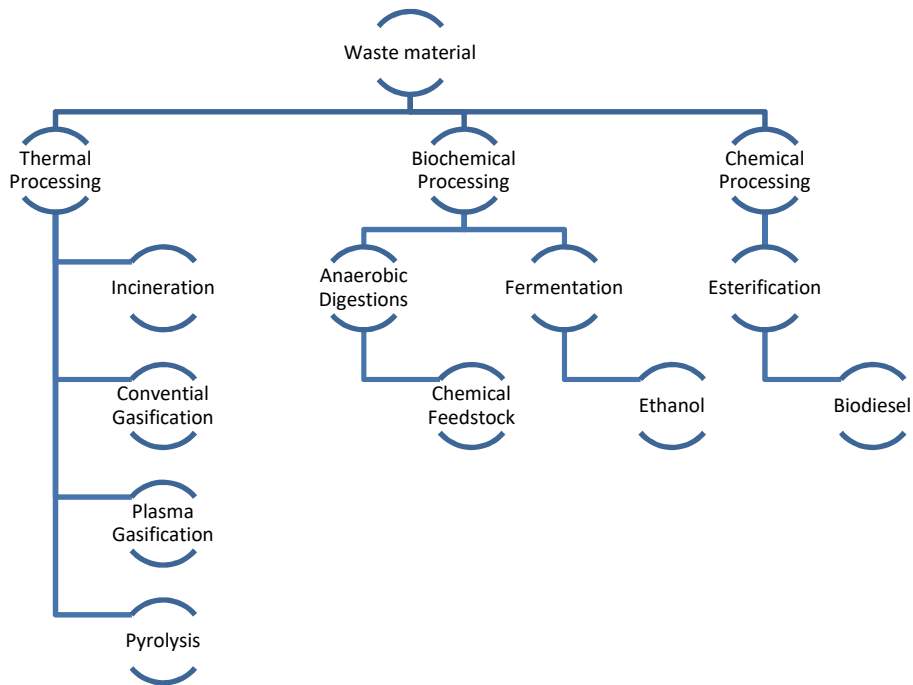 Waste material
Thermal
Processing
Biochemical
Processing
Chemical
Processing
Incineration
Anaerobic
Digestions
Fermentation
Esterification
Convential
Gasification
Chemical
Feedstock
Ethanol
Biodiesel
Plasma
Gasification
Pyrolysis